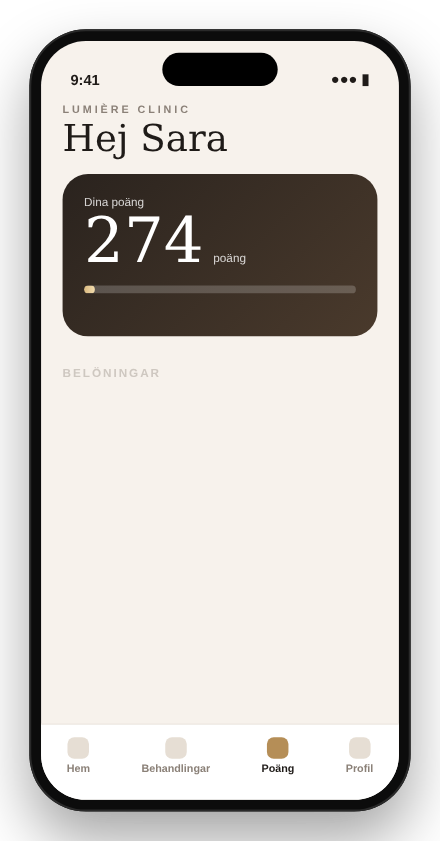 9:41
LUMIÈRE CLINIC
Hej Sara
Dina poäng
274 poäng
BELÖNINGAR
Hem Behandlingar Poäng Profil